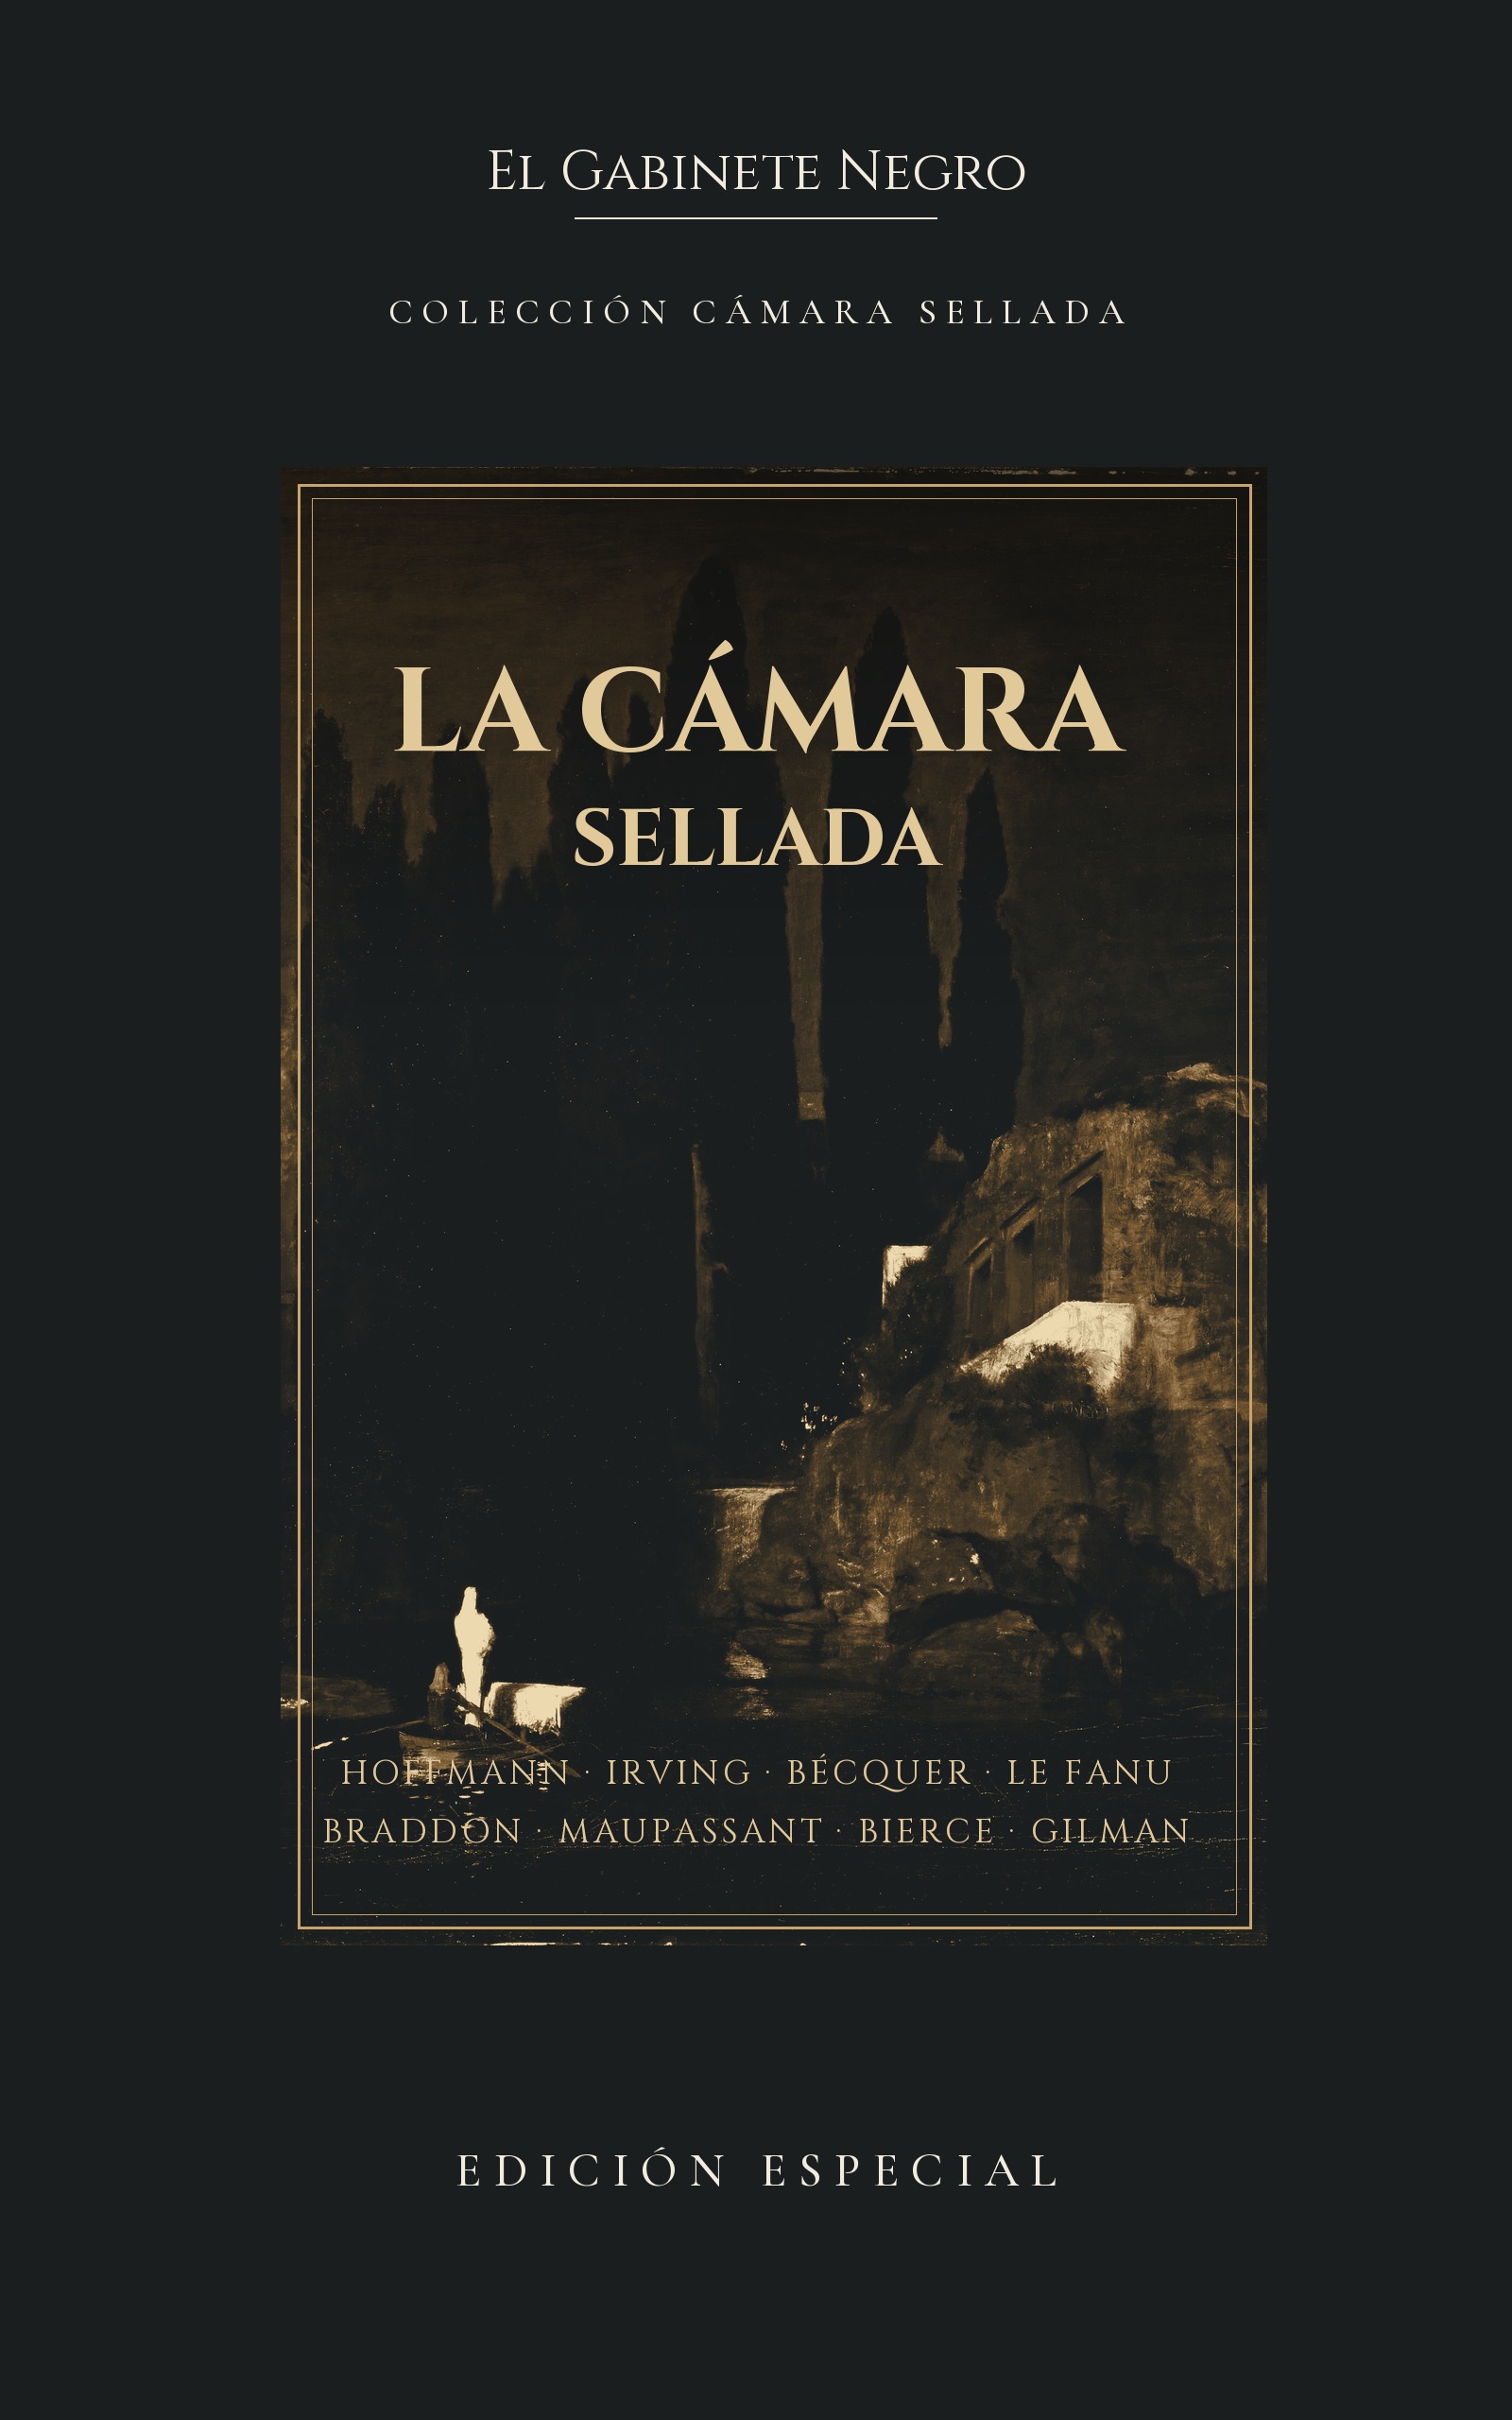 El Gabinete Negro
COLECCIÓN CÁMARA SELLADA
LA CÁMARA
SELLADA
HOFFMANN · IRVING · BÉCQUER · LE FANU
BRADDON · MAUPASSANT · BIERCE · GILMAN
EDICIÓN ESPECIAL